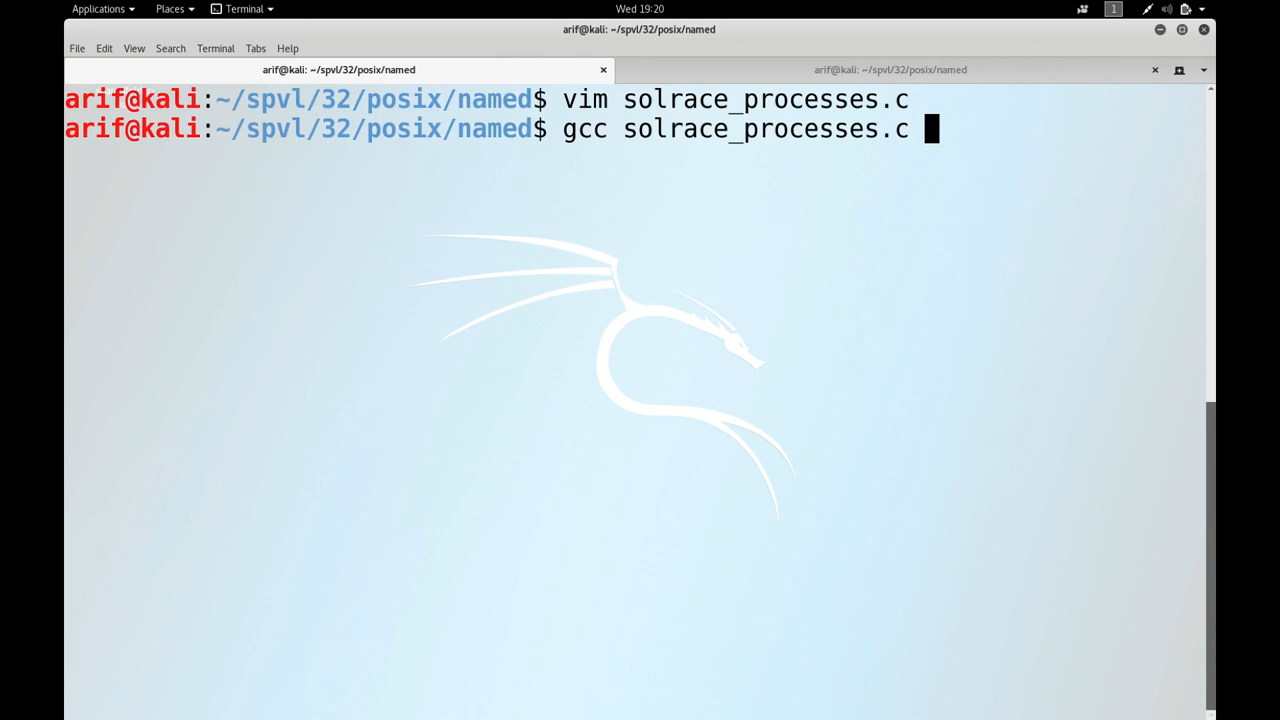 Applications Places Terminal Wed 19:20 1
arif@kali: ~/spvl/32/posix/named
File Edit View Search Terminal Tabs Help
arif@kali: ~/spvl/32/posix/named arif@kali: ~/spvl/32/posix/named
arif@kali:~/spvl/32/posix/named$ vim solrace_processes.c
arif@kali:~/spvl/32/posix/named$ gcc solrace_processes.c